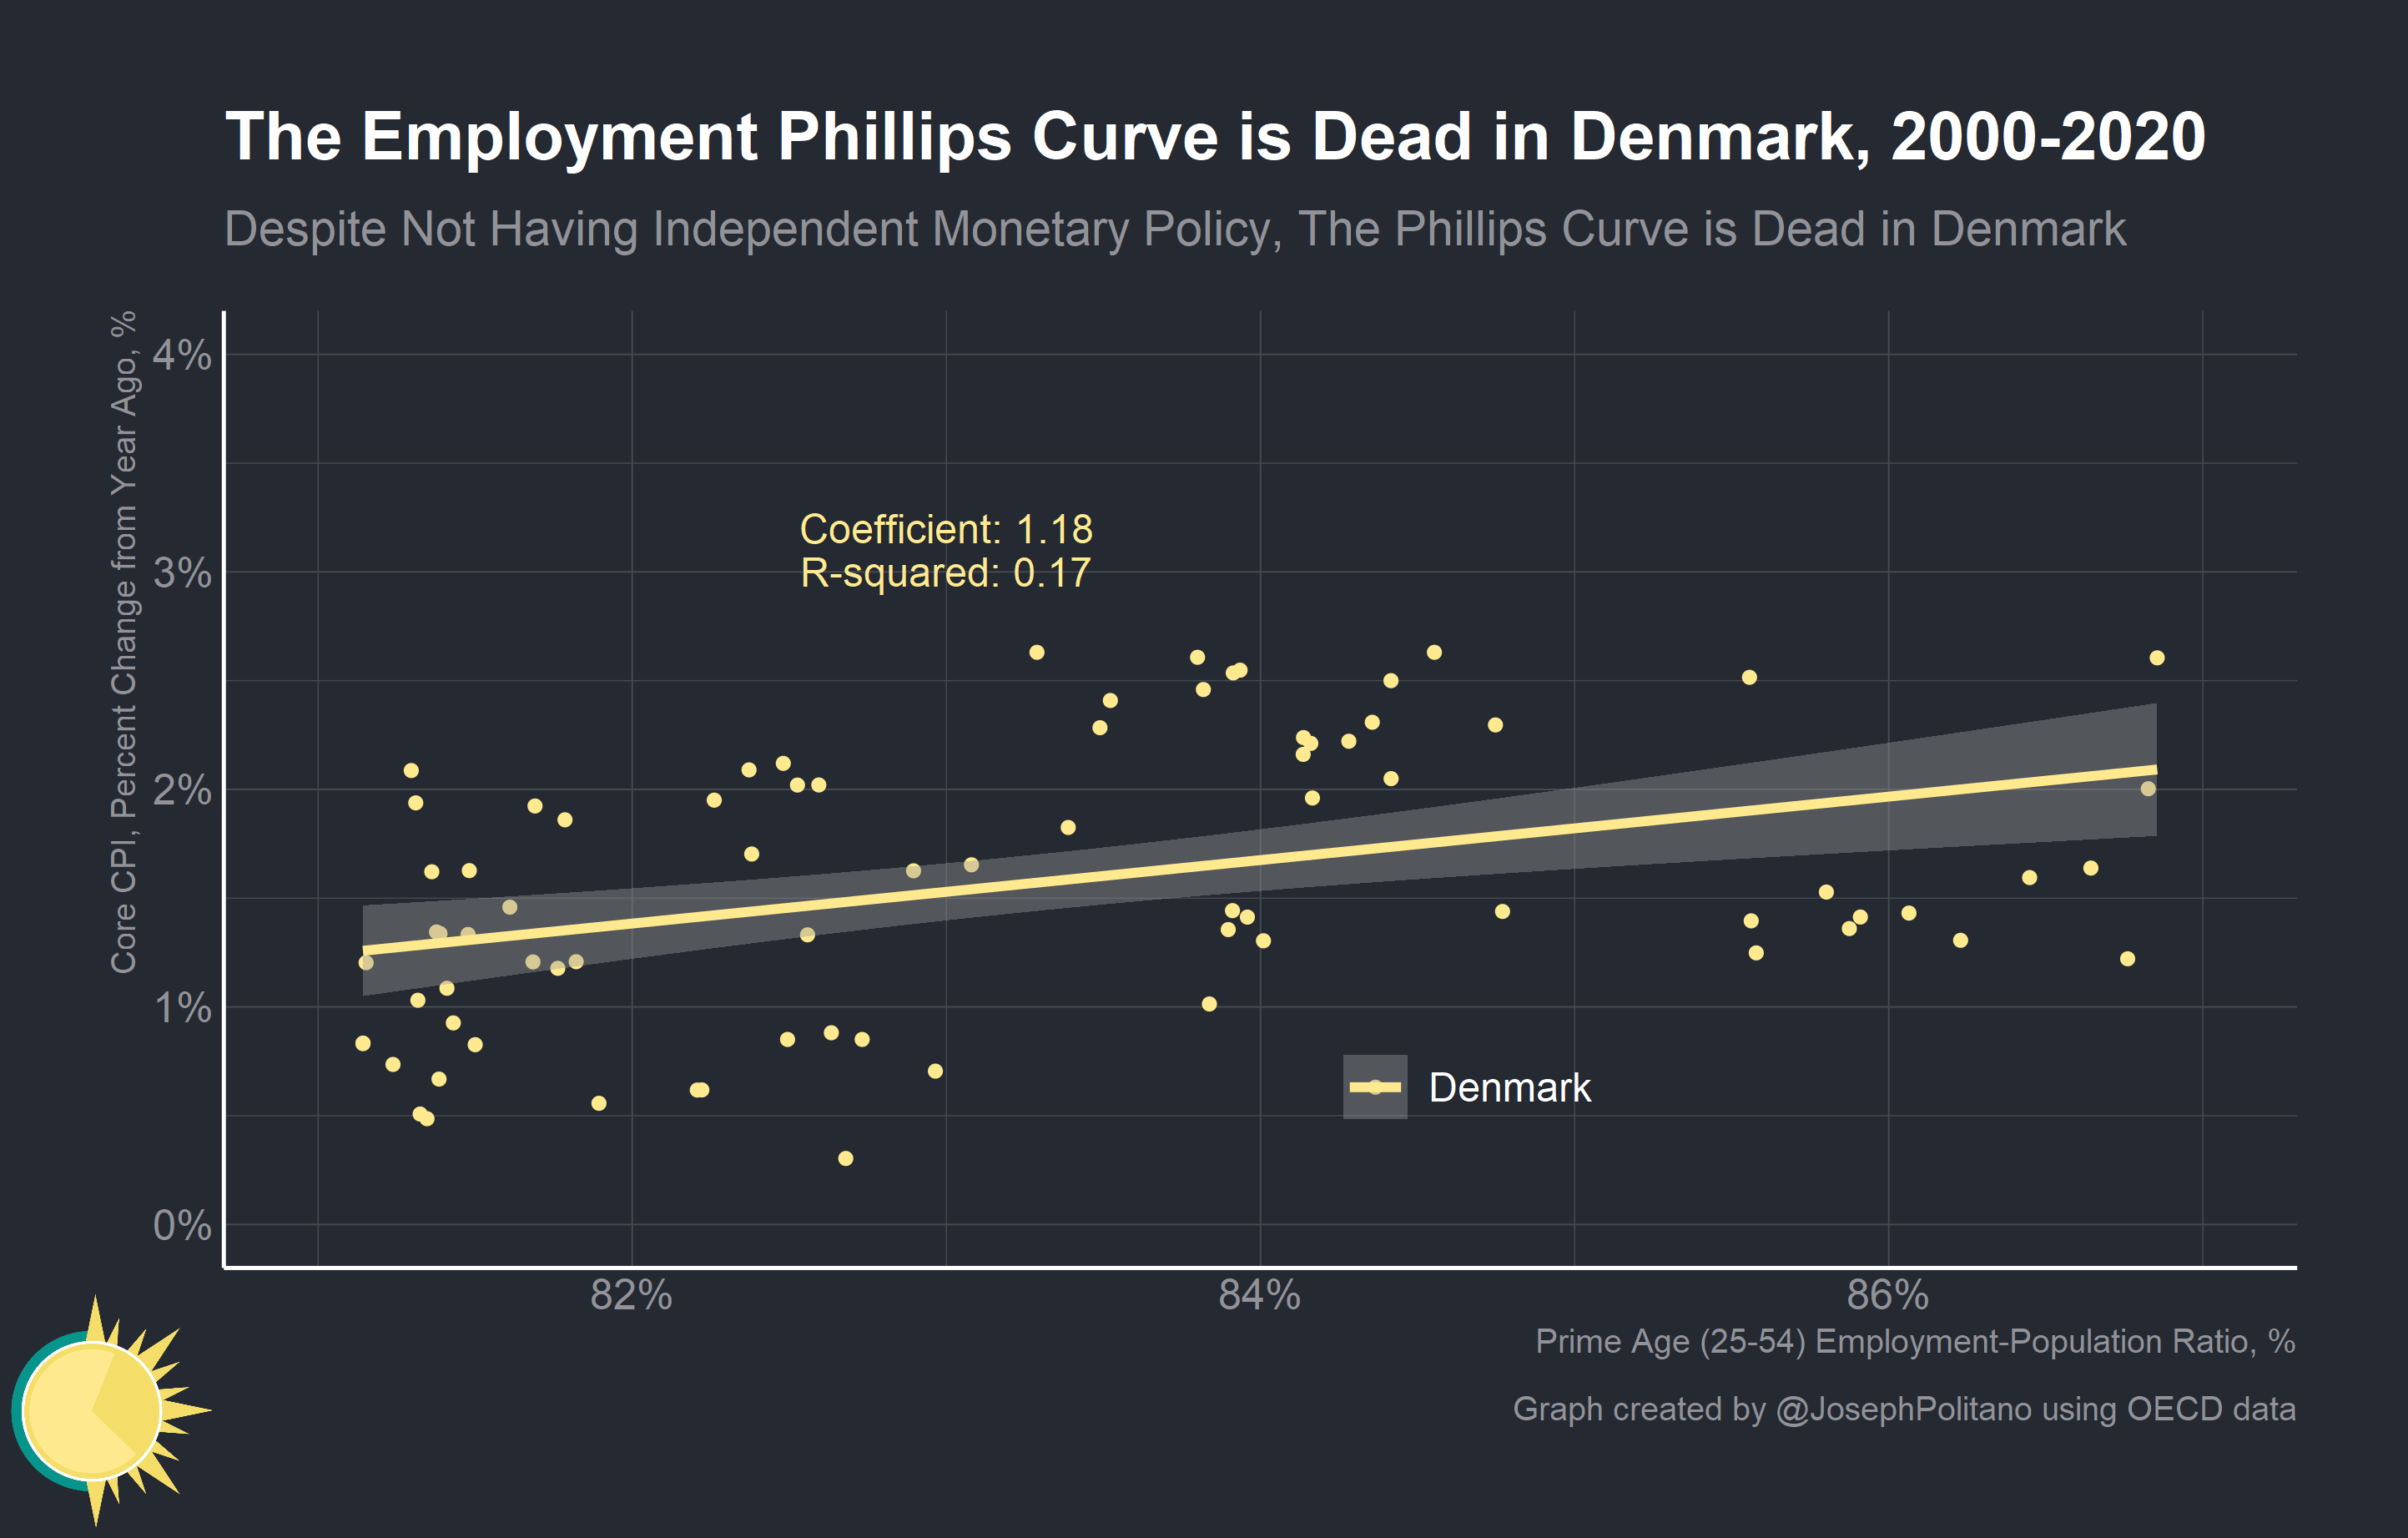 The Employment Phillips Curve is Dead in Denmark, 2000-2020
Despite Not Having Independent Monetary Policy, The Phillips Curve is Dead in Denmark
Core CPI, Percent Change from Year Ago, %
4%
3%
2%
1%
0%
Coefficient: 1.18
R-squared: 0.17
Denmark
82%
84%
86%
Prime Age (25-54) Employment-Population Ratio, %
Graph created by @JosephPolitano using OECD data